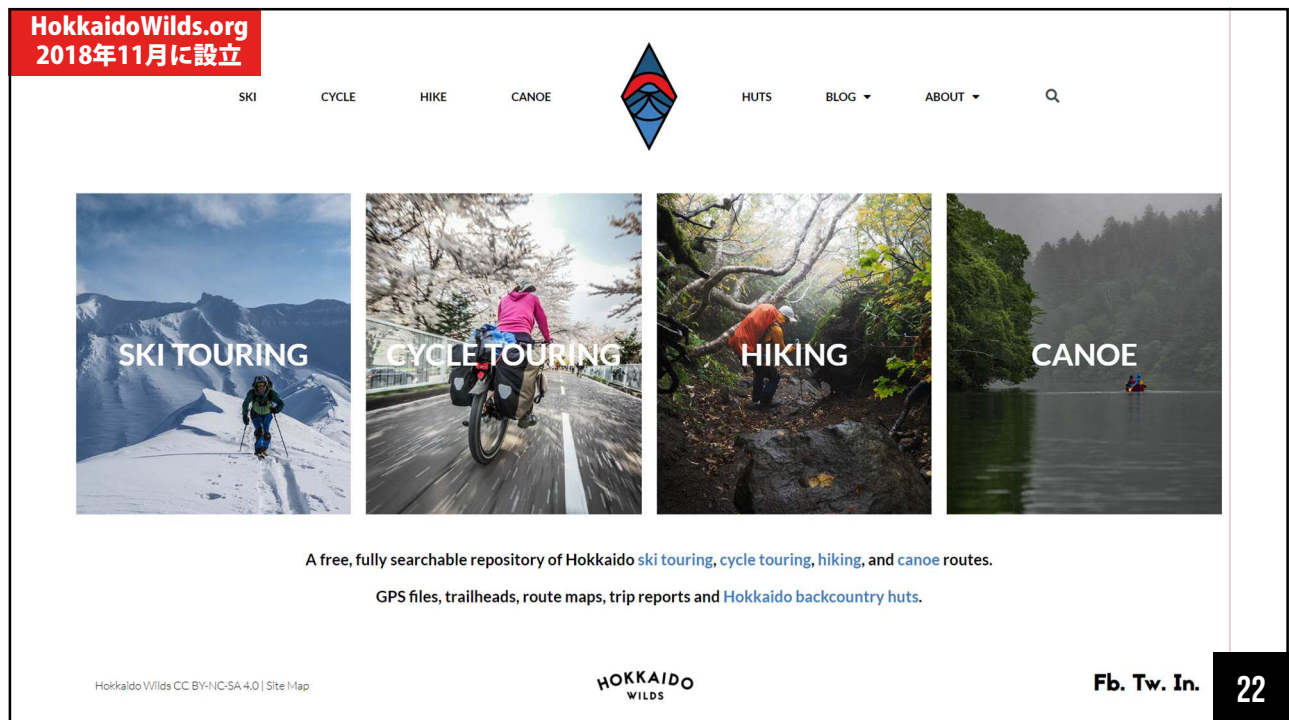 HokkaidoWilds.org
2018年11月に設立
SKI CYCLE HIKE CANOE HUTS BLOG ABOUT
SKI TOURING
CYCLE TOURING
HIKING
CANOE
A free, fully searchable repository of Hokkaido ski touring, cycle touring, hiking, and canoe routes.
GPS files, trailheads, route maps, trip reports and Hokkaido backcountry huts.
Hokkaido Wilds CC BY-NC-SA 4.0 | Site Map
HOKKAIDO
WILDS
Fb. Tw. In.
22